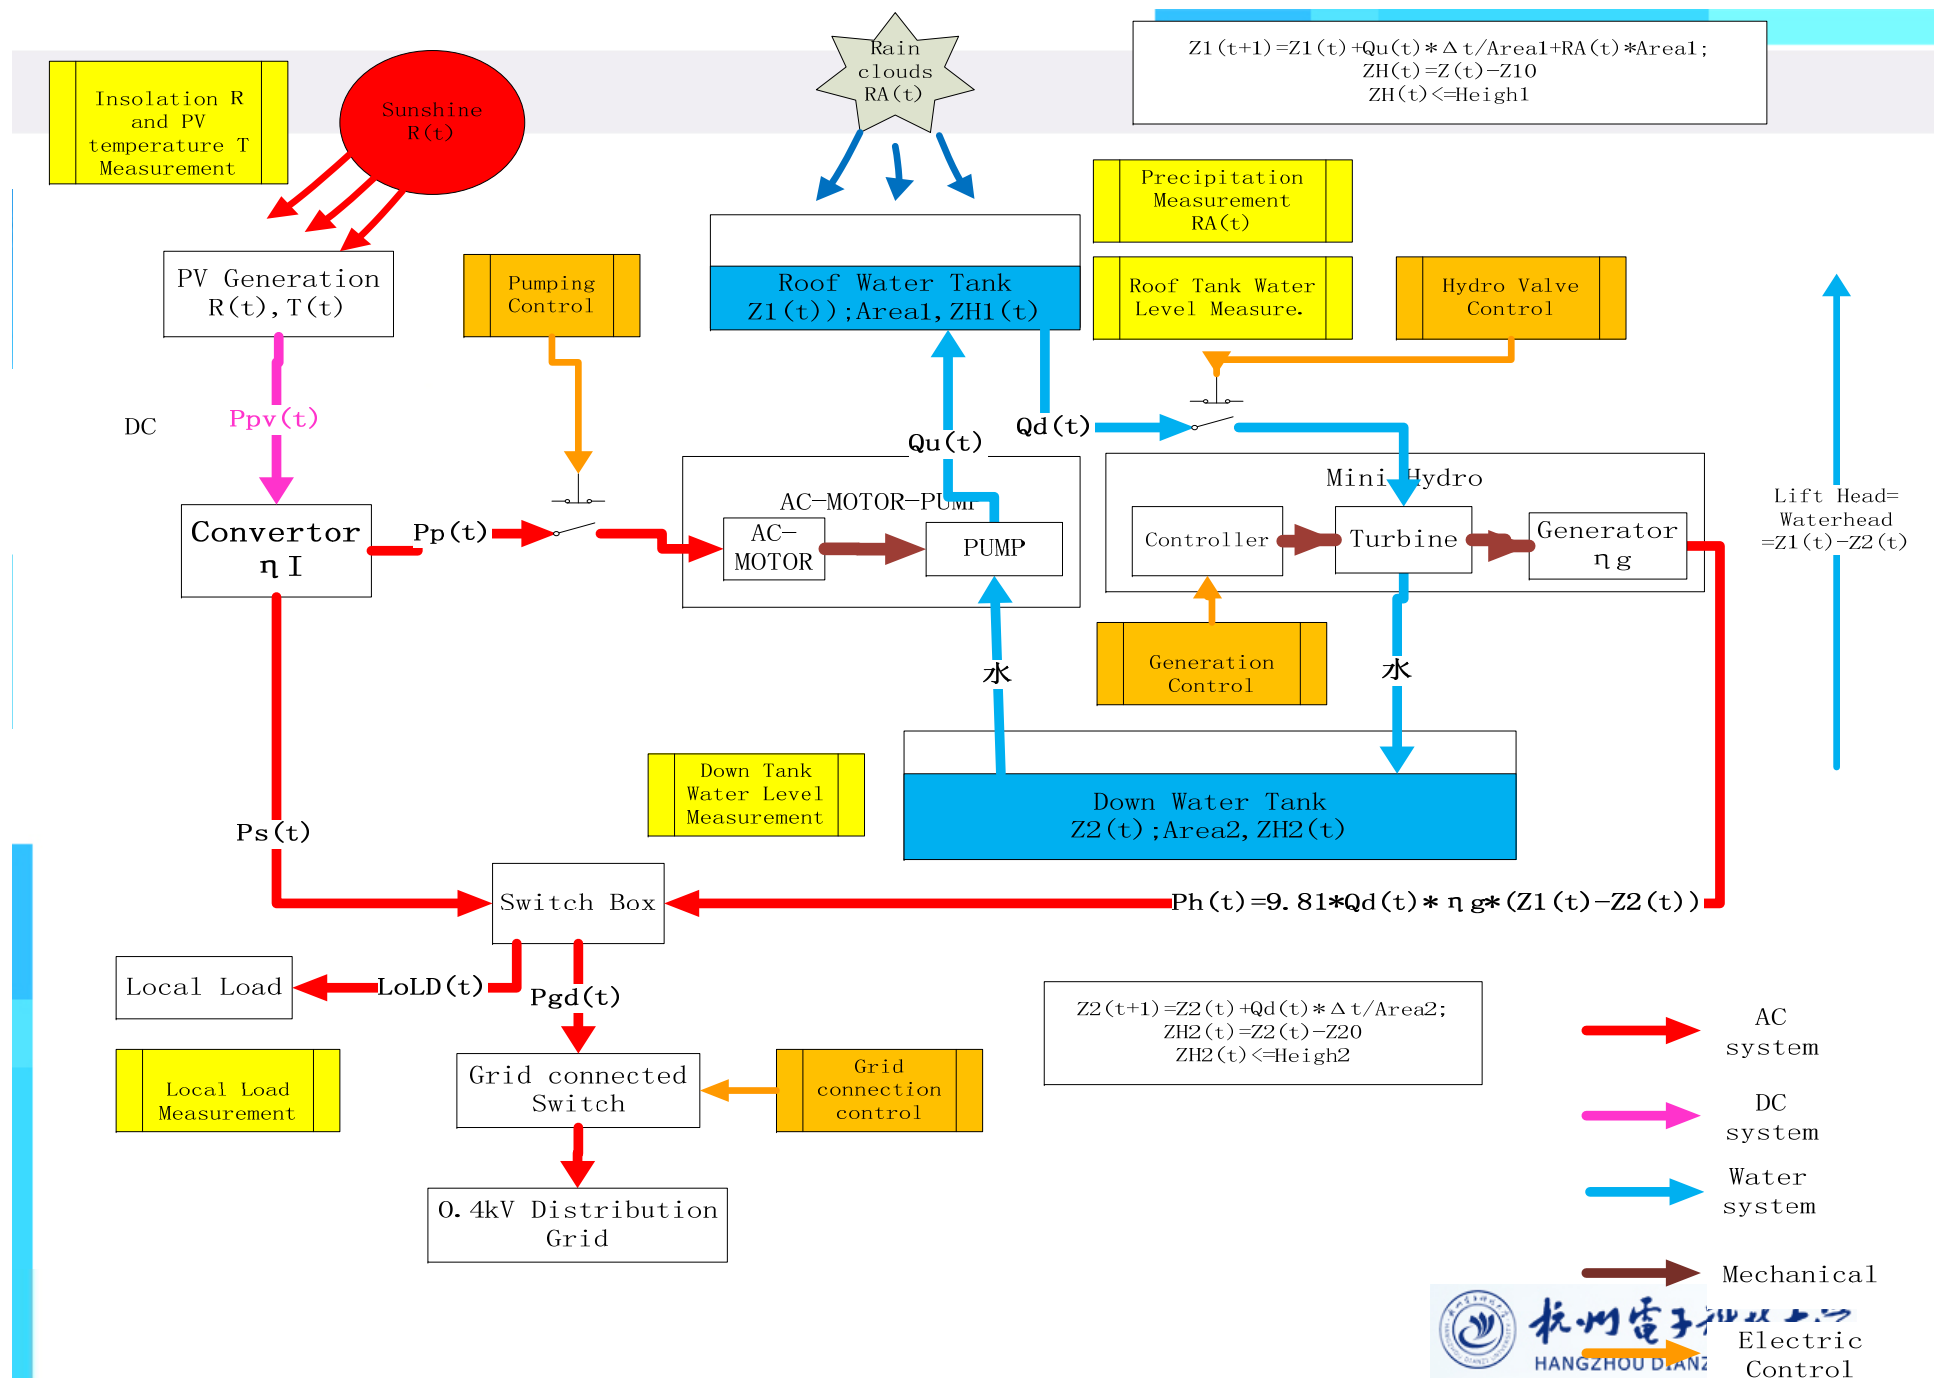 Rain
clouds
RA(t)
Z1(t+1)=Z1(t)+Qu(t)*Δt/Area1+RA(t)*Area1;
ZH(t)=Z(t)-Z10
ZH(t)<=Heigh1
Insolation R
and PV
temperature T
Measurement
Sunshine
R(t)
Precipitation
Measurement
RA(t)
PV Generation
R(t),T(t)
Pumping
Control
Roof Water Tank
Z1(t));Area1,ZH1(t)
Roof Tank Water
Level Measure.
Hydro Valve
Control
DC
Ppv(t)
Qu(t)
Qd(t)
AC-MOTOR-PUMP
Mini Hydro
Lift Head=
Waterhead
=Z1(t)-Z2(t)
Convertor
ηI
Pp(t)
AC-
MOTOR
PUMP
Controller
Turbine
Generator
ηg
水
水
Generation
Control
Down Tank
Water Level
Measurement
Down Water Tank
Z2(t);Area2,ZH2(t)
Ps(t)
Switch Box
Ph(t)=9.81*Qd(t)*ηg*(Z1(t)-Z2(t))
Local Load
LoLD(t)
Pgd(t)
Z2(t+1)=Z2(t)+Qd(t)*Δt/Area2;
ZH2(t)=Z2(t)-Z20
ZH2(t)<=Heigh2
Local Load
Measurement
Grid connected
Switch
Grid
connection
control
0.4kV Distribution
Grid
AC
system
DC
system
Water
system
Mechanical
杭州電子
HANGZHOU DIANZ
Electric
Control